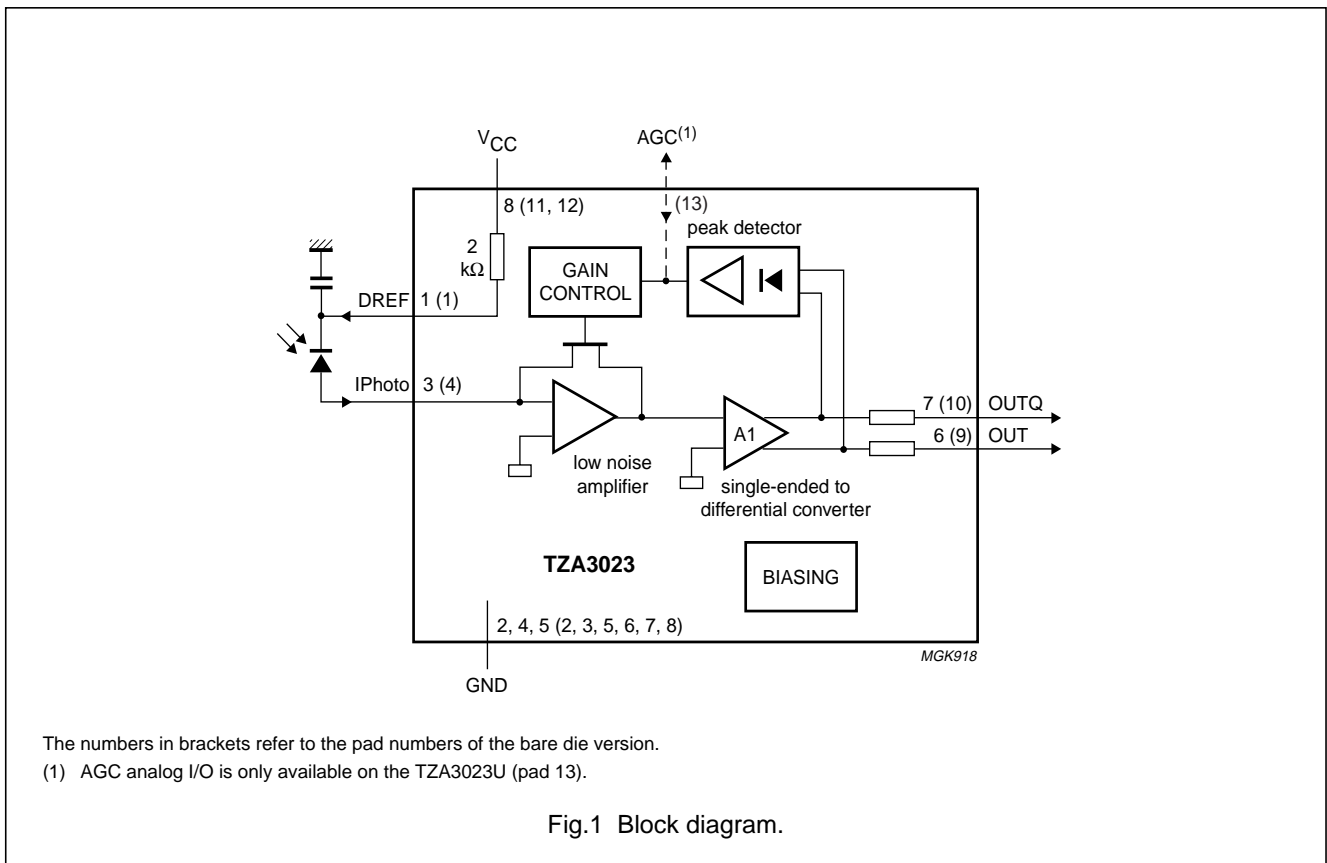 VCC
AGC(1)
8 (11, 12)
(13)
peak detector
2
kΩ
GAIN
CONTROL
DREF
1 (1)
IPhoto
3 (4)
7 (10)
OUTQ
A1
6 (9)
OUT
low noise
amplifier
single-ended to
differential converter
TZA3023
BIASING
2, 4, 5 (2, 3, 5, 6, 7, 8)
MGK918
GND
The numbers in brackets refer to the pad numbers of the bare die version.
(1) AGC analog I/O is only available on the TZA3023U (pad 13).
Fig.1 Block diagram.